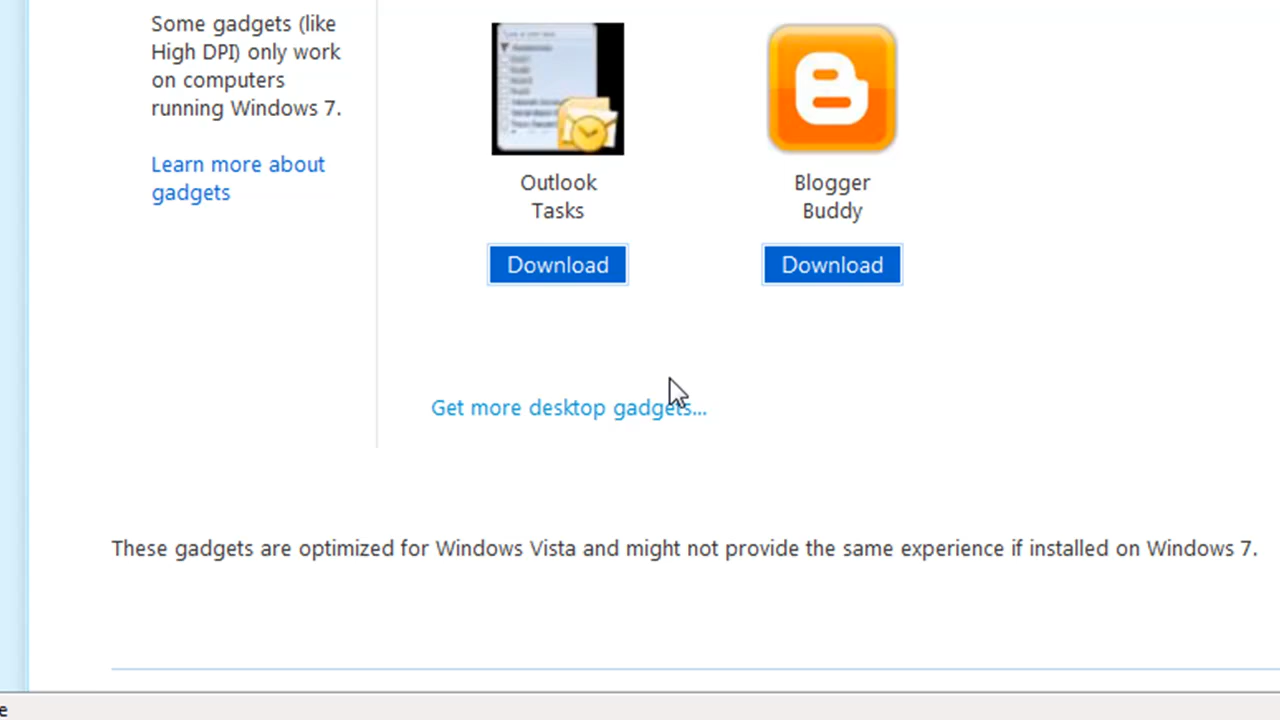 Some gadgets (like
High DPI) only work
on computers
running Windows 7.
Learn more about
gadgets
Outlook
Tasks
Download
Blogger
Buddy
Download
Get more desktop gadgets...
These gadgets are optimized for Windows Vista and might not provide the same experience if installed on Windows 7.
e